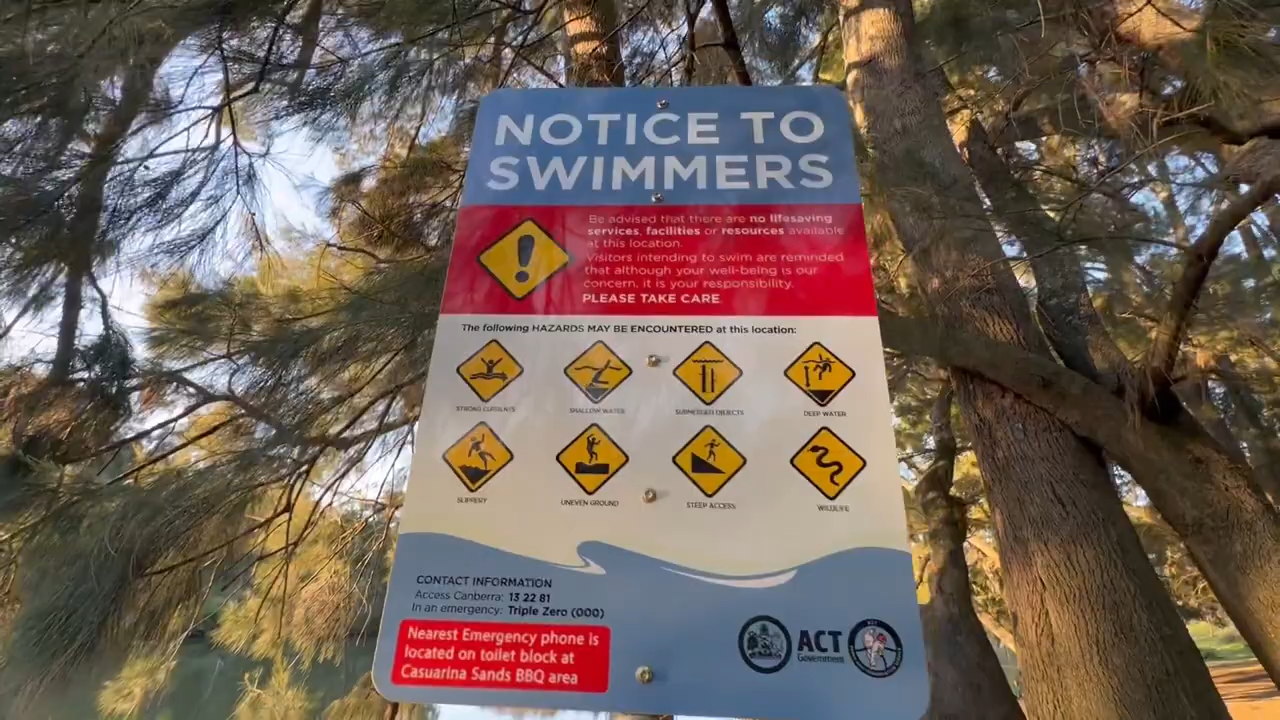 NOTICE TO
SWIMMERS
Be advised that there are no lifesaving
services, facilities or resources available
at this location.
Visitors intending to swim are reminded
that although your well-being is our
concern, it is your responsibility.
PLEASE TAKE CARE
The following HAZARDS MAY BE ENCOUNTERED at this location:
STRONG CURRENTS SHALLOW WATER SUBMERGED OBJECTS DEEP WATER
SLIPPERY UNEVEN GROUND STEEP ACCESS WILDLIFE
CONTACT INFORMATION
Access Canberra: 13 22 81
In an emergency: Triple Zero (000)
Nearest Emergency phone is
located on toilet block at
Casuarina Sands BBQ area
ACT
Government